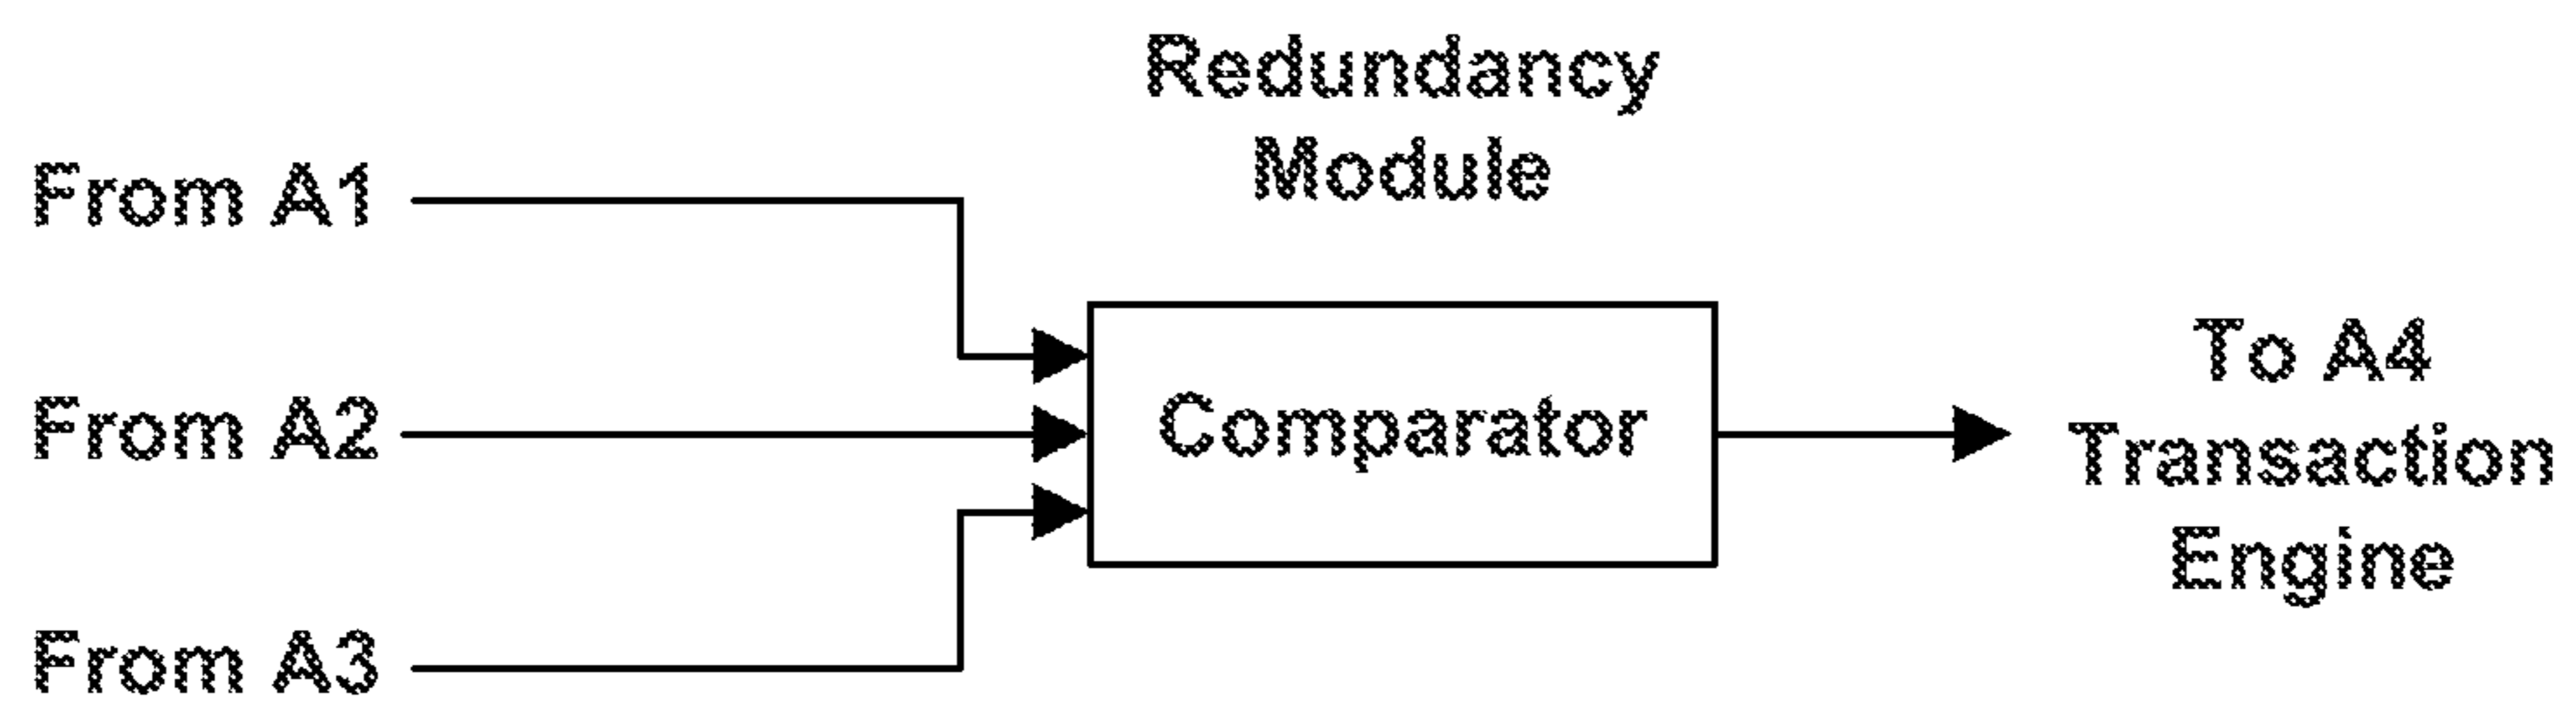 Redundancy
Module
From A1
From A2
From A3
Comparator
To A4
Transaction
Engine